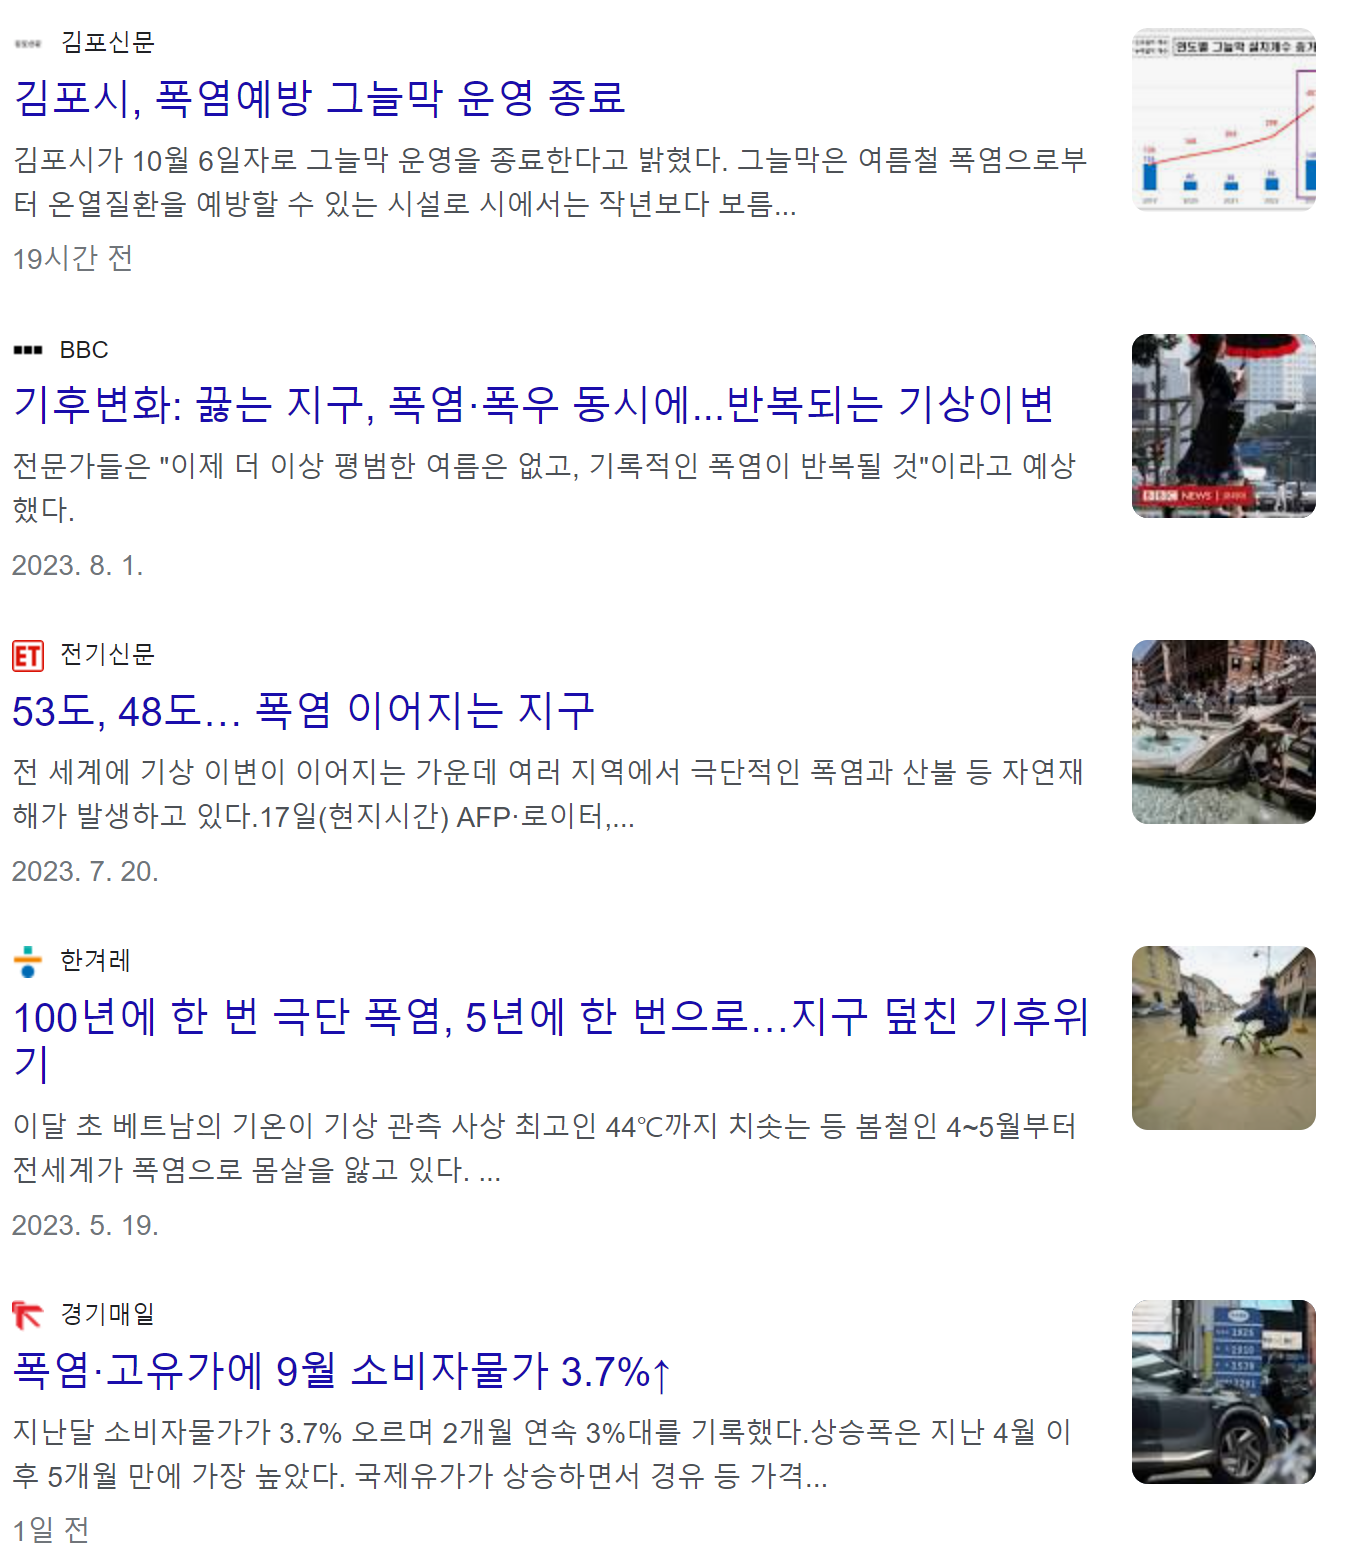 김포신문
김포시, 폭염예방 그늘막 운영 종료
김포시가 10월 6일자로 그늘막 운영을 종료한다고 밝혔다. 그늘막은 여름철 폭염으로부
터 온열질환을 예방할 수 있는 시설로 시에서는 작년보다 보름...
19시간 전
연도별 그늘막 설치개수
BBC
기후변화: 끓는 지구, 폭염·폭우 동시에...반복되는 기상이변
전문가들은 "이제 더 이상 평범한 여름은 없고, 기록적인 폭염이 반복될 것"이라고 예상
했다.
2023. 8. 1.
BBC NEWS
ET 전기신문
53도, 48도… 폭염 이어지는 지구
전 세계에 기상 이변이 이어지는 가운데 여러 지역에서 극단적인 폭염과 산불 등 자연재
해가 발생하고 있다.17일(현지시간) AFP·로이터,...
2023. 7. 20.
한겨레
100년에 한 번 극단 폭염, 5년에 한 번으로…지구 덮친 기후위
기
이달 초 베트남의 기온이 기상 관측 사상 최고인 44℃까지 치솟는 등 봄철인 4~5월부터
전세계가 폭염으로 몸살을 앓고 있다. ...
2023. 5. 19.
경기매일
폭염·고유가에 9월 소비자물가 3.7%↑
지난달 소비자물가가 3.7% 오르며 2개월 연속 3%대를 기록했다.상승폭은 지난 4월 이
후 5개월 만에 가장 높았다. 국제유가가 상승하면서 경유 등 가격...
1일 전